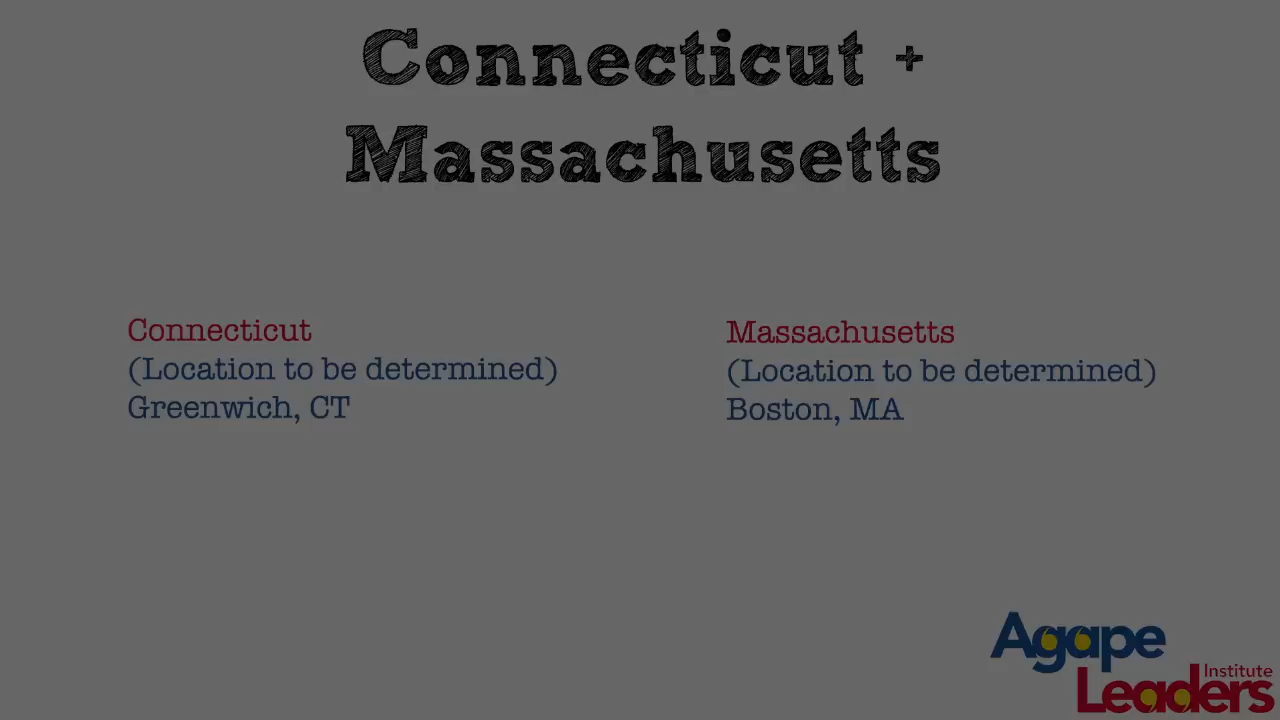 Connecticut +
Massachusetts
Connecticut
(Location to be determined)
Greenwich, CT
Massachusetts
(Location to be determined)
Boston, MA
Agape
Institute
Leaders